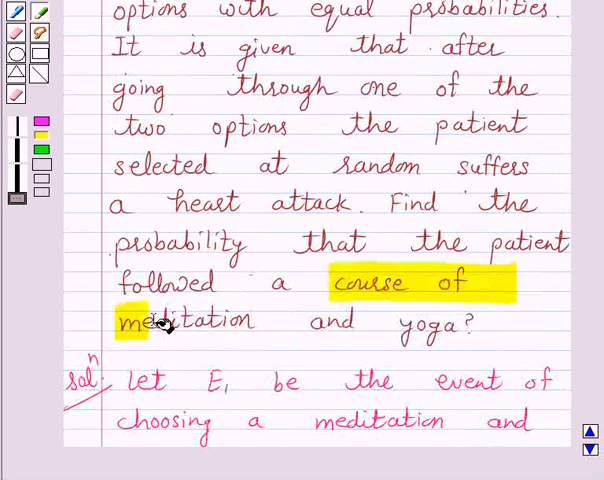 options with equal probabilities.
It is given that after
going through one of the
two options the patient
selected at random suffers
a heart attack. Find the
probability that the patient
followed a course of
meditation and yoga?
solⁿ. Let E₁ be the event of
choosing a meditation and